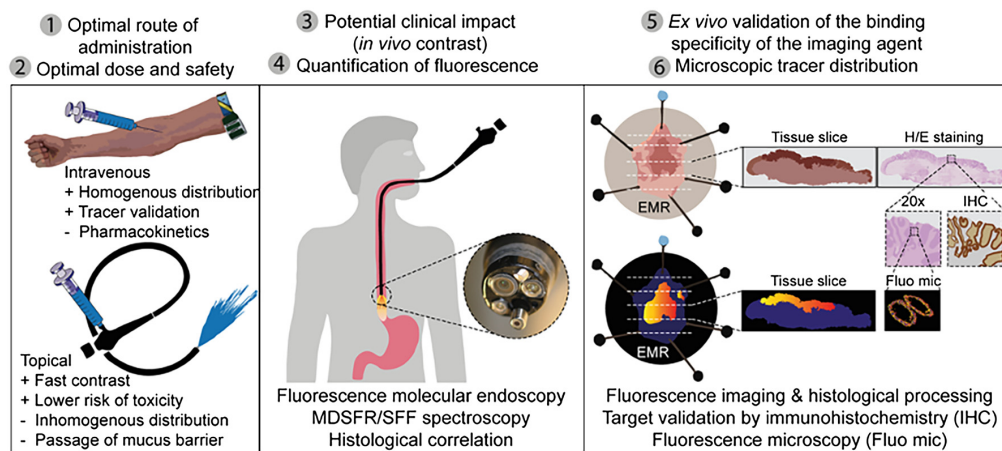 1 Optimal route of
administration
2 Optimal dose and safety
Intravenous
+ Homogenous distribution
+ Tracer validation
- Pharmacokinetics
Topical
+ Fast contrast
+ Lower risk of toxicity
- Inhomogenous distribution
- Passage of mucus barrier
3 Potential clinical impact
(in vivo contrast)
4 Quantification of fluorescence
Fluorescence molecular endoscopy
MDSFR/SFF spectroscopy
Histological correlation
5 Ex vivo validation of the binding
specificity of the imaging agent
6 Microscopic tracer distribution
EMR
Tissue slice
H/E staining
20x
IHC
EMR
Tissue slice
Fluo mic
Fluorescence imaging & histological processing
Target validation by immunohistochemistry (IHC)
Fluorescence microscopy (Fluo mic)